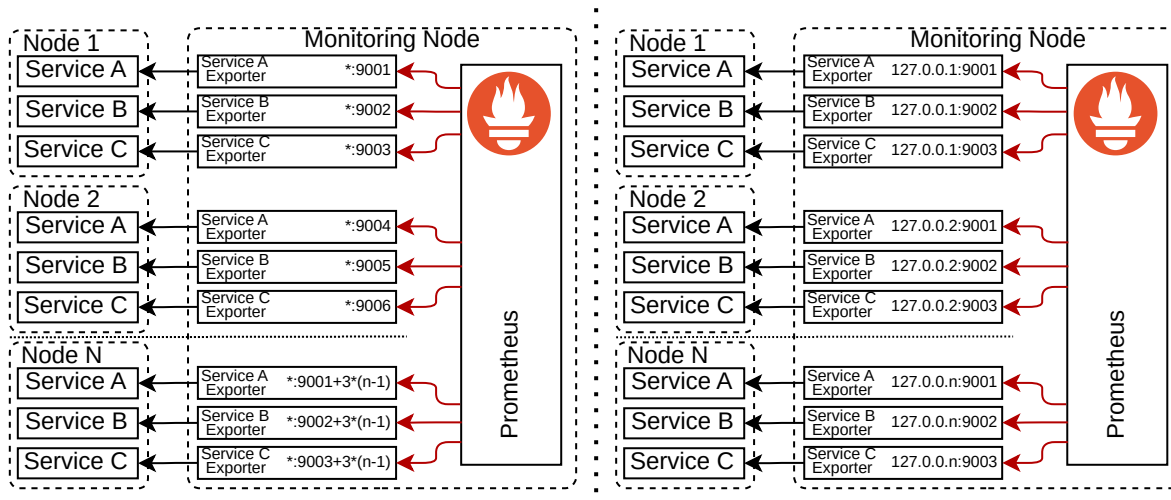 Node 1
Service A
Service B
Service C
Node 2
Service A
Service B
Service C
Node N
Service A
Service B
Service C
Monitoring Node
Service A
Exporter
*:9001
Service B
Exporter
*:9002
Service C
Exporter
*:9003
Service A
Exporter
*:9004
Service B
Exporter
*:9005
Service C
Exporter
*:9006
Service A
Exporter
*:9001+3*(n-1)
Service B
Exporter
*:9002+3*(n-1)
Service C
Exporter
*:9003+3*(n-1)
Prometheus
Node 1
Service A
Service B
Service C
Node 2
Service A
Service B
Service C
Node N
Service A
Service B
Service C
Monitoring Node
Service A
Exporter
127.0.0.1:9001
Service B
Exporter
127.0.0.1:9002
Service C
Exporter
127.0.0.1:9003
Service A
Exporter
127.0.0.2:9001
Service B
Exporter
127.0.0.2:9002
Service C
Exporter
127.0.0.2:9003
Service A
Exporter
127.0.0.n:9001
Service B
Exporter
127.0.0.n:9002
Service C
Exporter
127.0.0.n:9003
Prometheus